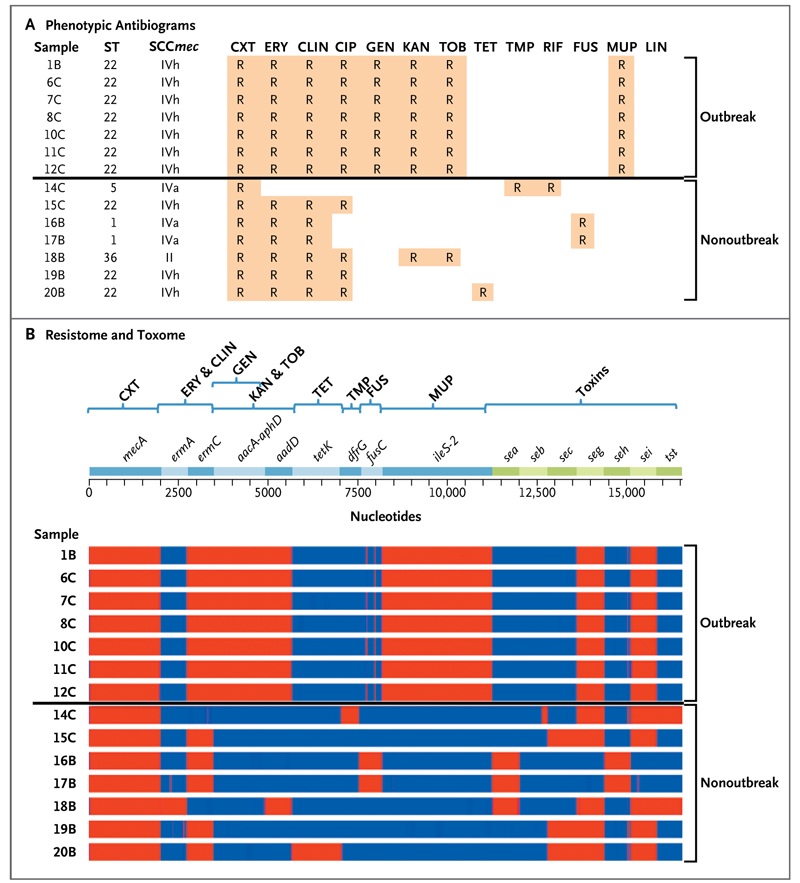 A Phenotypic Antibiograms
Sample ST SCCmec CXT ERY CLIN CIP GEN KAN TOB TET TMP RIF FUS MUP LIN
1B 22 IVh R R R R R R R R
6C 22 IVh R R R R R R R R
7C 22 IVh R R R R R R R R
8C 22 IVh R R R R R R R R Outbreak
10C 22 IVh R R R R R R R R
11C 22 IVh R R R R R R R R
12C 22 IVh R R R R R R R R
14C 5 IVa R R R
15C 22 IVh R R R R
16B 1 IVa R R R R
17B 1 IVa R R R R Nonoutbreak
18B 36 II R R R R R R
19B 22 IVh R R R R
20B 22 IVh R R R R R
B Resistome and Toxome
CXT ERY & CLIN GEN KAN & TOB TET TMP FUS MUP Toxins
mecA ermA ermC aacA-aphD aadD tetK dfrG fusC ileS-2 sea seb sec seg seh sei tst
0 2500 5000 7500 10,000 12,500 15,000
Nucleotides
Sample
1B
6C
7C
8C Outbreak
10C
11C
12C
14C
15C
16B
17B Nonoutbreak
18B
19B
20B